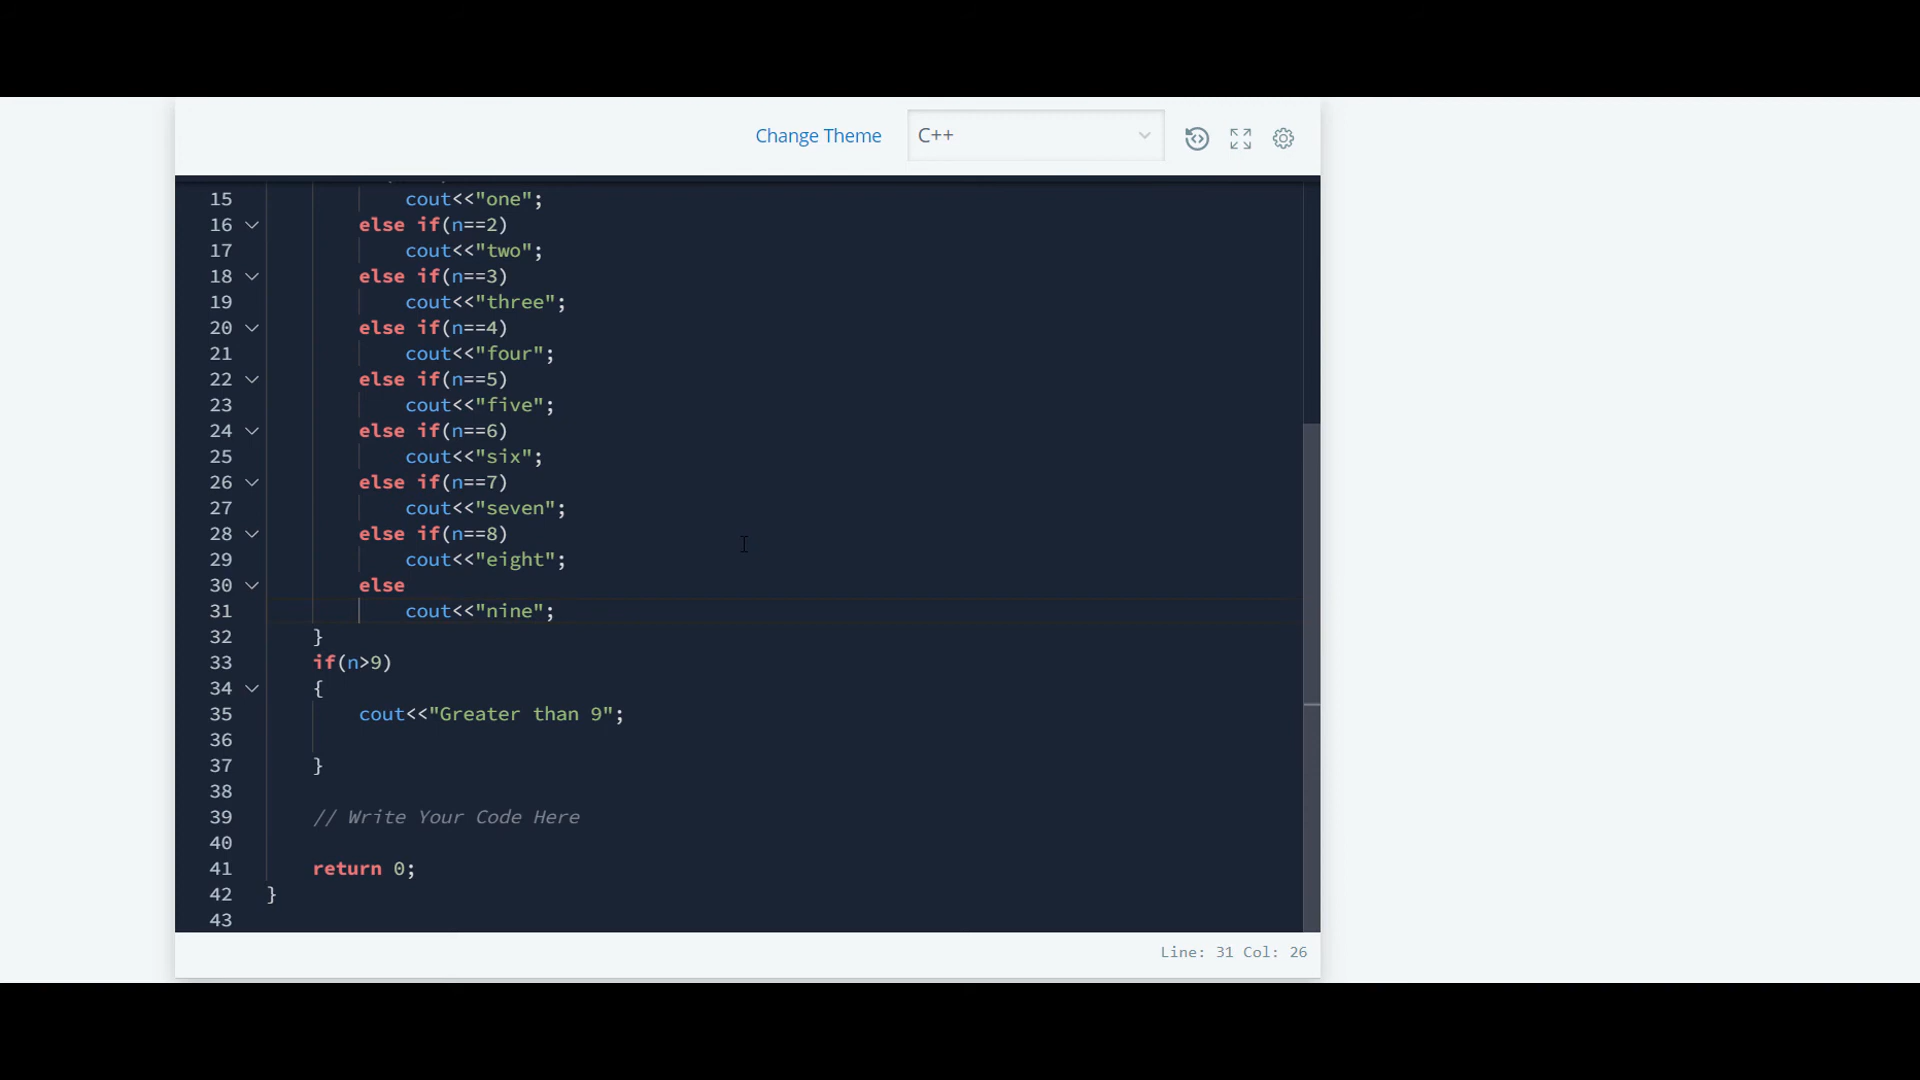 Change Theme C++
15 cout<<"one";
16 else if(n==2)
17 cout<<"two";
18 else if(n==3)
19 cout<<"three";
20 else if(n==4)
21 cout<<"four";
22 else if(n==5)
23 cout<<"five";
24 else if(n==6)
25 cout<<"six";
26 else if(n==7)
27 cout<<"seven";
28 else if(n==8)
29 cout<<"eight";
30 else
31 cout<<"nine";
32 }
33 if(n>9)
34 {
35 cout<<"Greater than 9";
36
37 }
38
39 // Write Your Code Here
40
41 return 0;
42 }
43
Line: 31 Col: 26